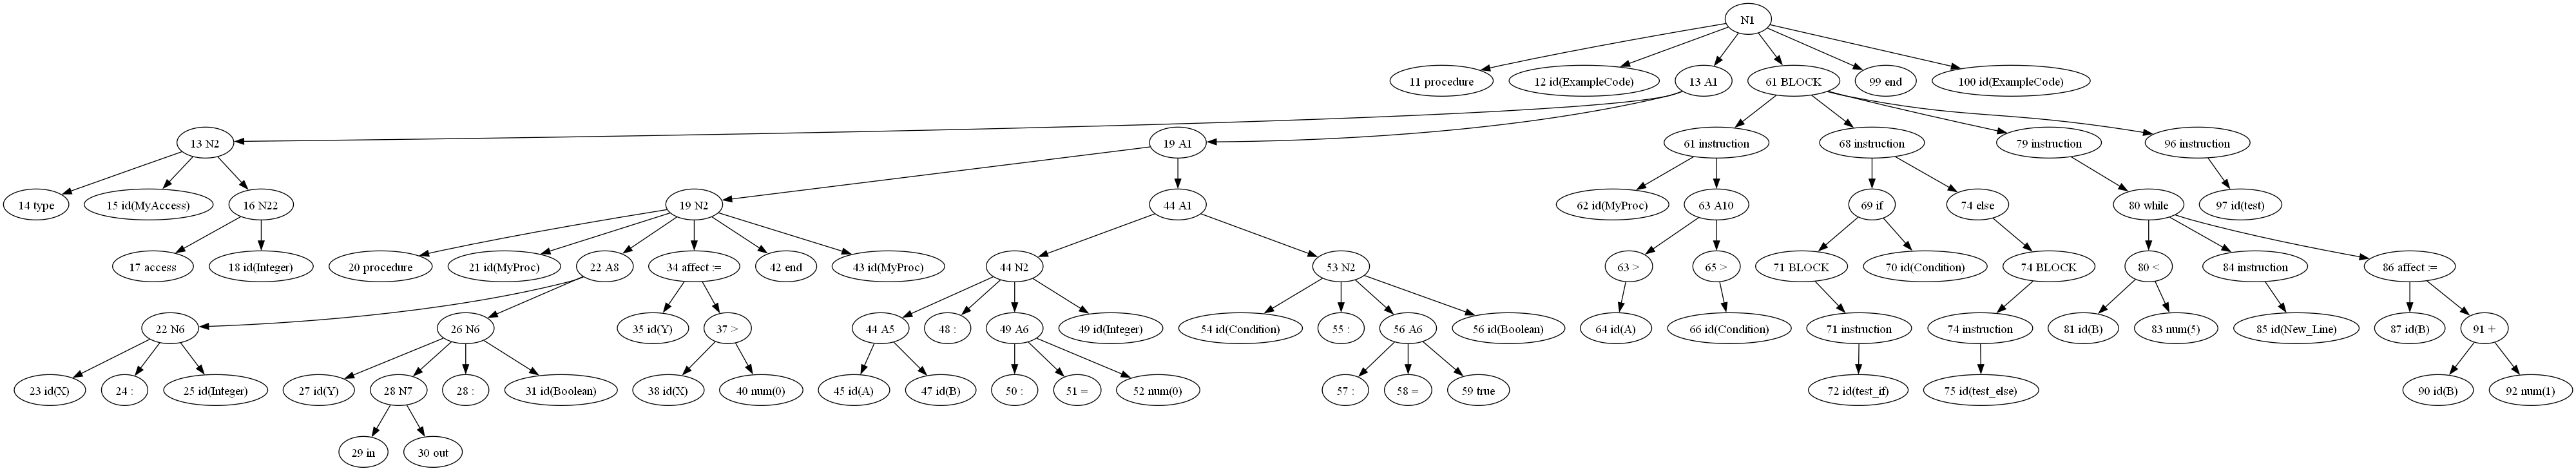 N1
11 procedure
12 id(ExampleCode)
13 A1
61 BLOCK
99 end
100 id(ExampleCode)
13 N2
19 A1
61 instruction
68 instruction
79 instruction
96 instruction
14 type
15 id(MyAccess)
16 N22
19 N2
44 A1
62 id(MyProc)
63 A10
69 if
74 else
80 while
97 id(test)
17 access
18 id(Integer)
20 procedure
21 id(MyProc)
22 A8
34 affect :=
42 end
43 id(MyProc)
44 N2
53 N2
63 >
65 >
71 BLOCK
70 id(Condition)
74 BLOCK
80 <
84 instruction
86 affect :=
22 N6
26 N6
35 id(Y)
37 >
44 A5
48 :
49 A6
49 id(Integer)
54 id(Condition)
55 :
56 A6
56 id(Boolean)
64 id(A)
66 id(Condition)
71 instruction
74 instruction
81 id(B)
83 num(5)
85 id(New_Line)
87 id(B)
91 +
23 id(X)
24 :
25 id(Integer)
27 id(Y)
28 N7
28 :
31 id(Boolean)
38 id(X)
40 num(0)
45 id(A)
47 id(B)
50 :
51 =
52 num(0)
57 :
58 =
59 true
72 id(test_if)
75 id(test_else)
90 id(B)
92 num(1)
29 in
30 out